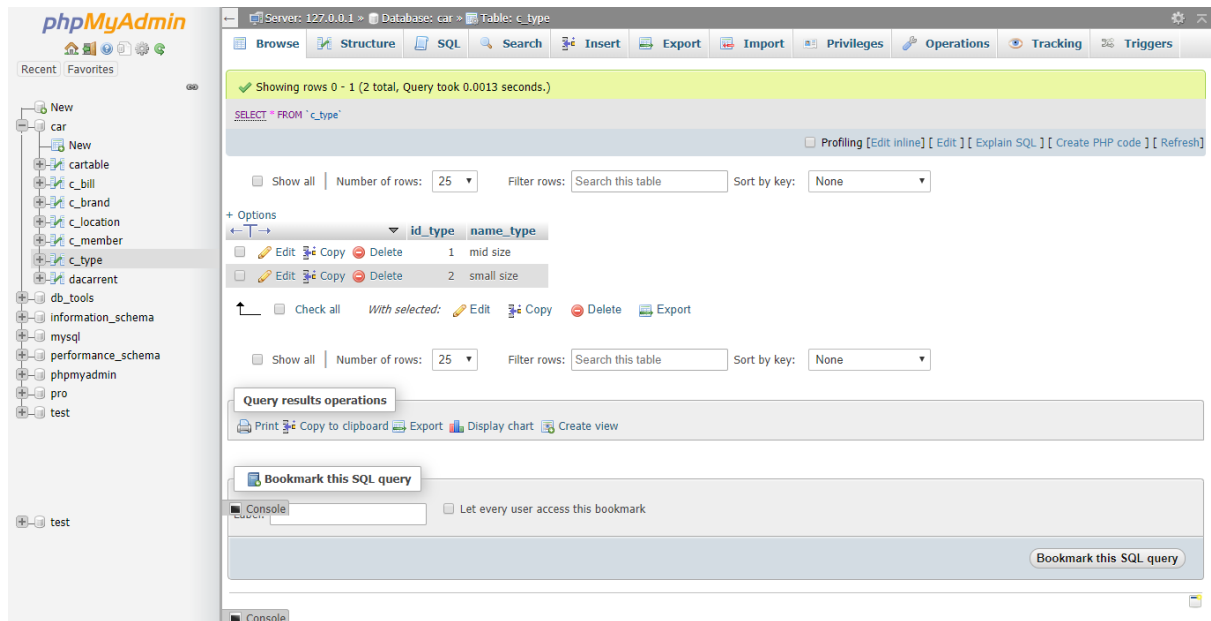 phpMyAdmin
Recent Favorites
New
car
New
cartable
c_bill
c_brand
c_location
c_member
c_type
dacarrent
db_tools
information_schema
mysql
performance_schema
phpmyadmin
pro
test
test
Server: 127.0.0.1 » Database: car » Table: c_type
Browse Structure SQL Search Insert Export Import Privileges Operations Tracking Triggers
Showing rows 0 - 1 (2 total, Query took 0.0013 seconds.)
SELECT * FROM `c_type`
Profiling [Edit inline] [ Edit ] [ Explain SQL ] [ Create PHP code ] [ Refresh]
Show all | Number of rows: 25 Filter rows: Search this table Sort by key: None
+ Options
←T→ id_type name_type
Edit Copy Delete 1 mid size
Edit Copy Delete 2 small size
Check all With selected: Edit Copy Delete Export
Show all | Number of rows: 25 Filter rows: Search this table Sort by key: None
Query results operations
Print Copy to clipboard Export Display chart Create view
Bookmark this SQL query
Console
Label: Let every user access this bookmark
Bookmark this SQL query
Console